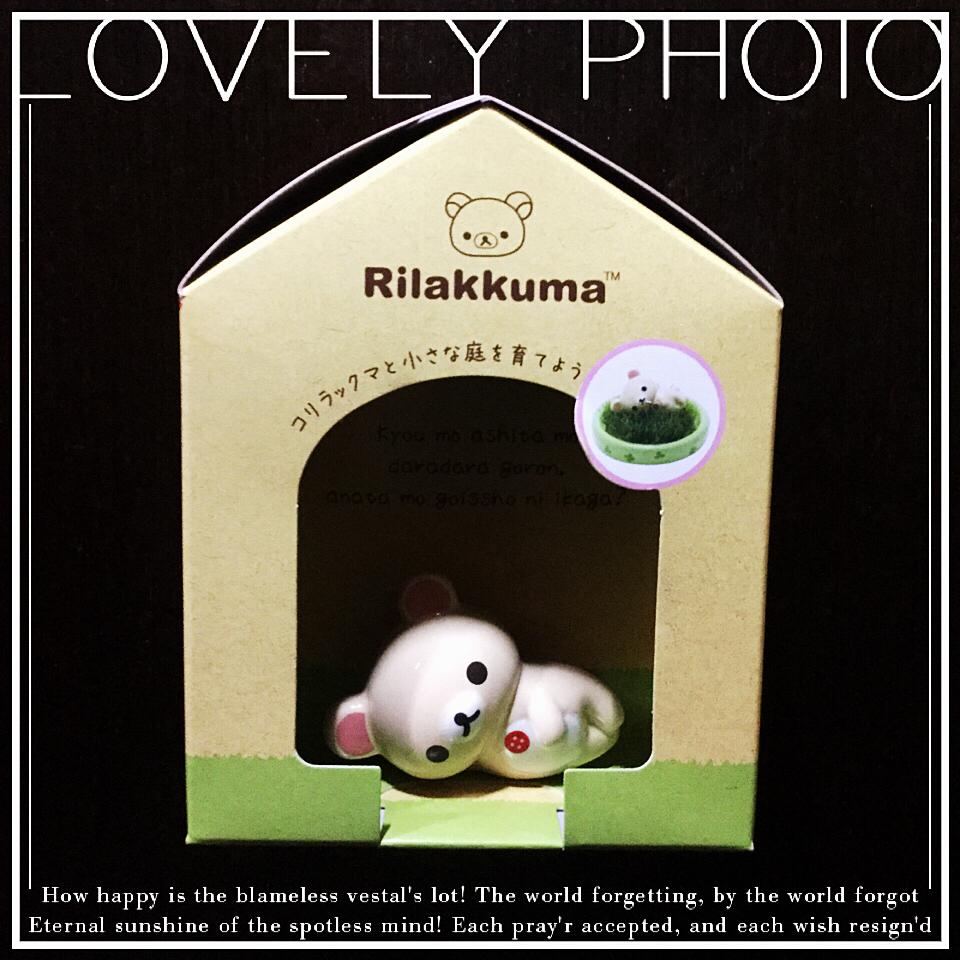 LOVELY PHOTO
Rilakkuma™
コリラックマと小さな庭を育てよう
Kyou mo ashita mo
daradara goron.
anata mo goissho ni ikaga?
How happy is the blameless vestal's lot! The world forgetting, by the world forgot
Eternal sunshine of the spotless mind! Each pray'r accepted, and each wish resign'd